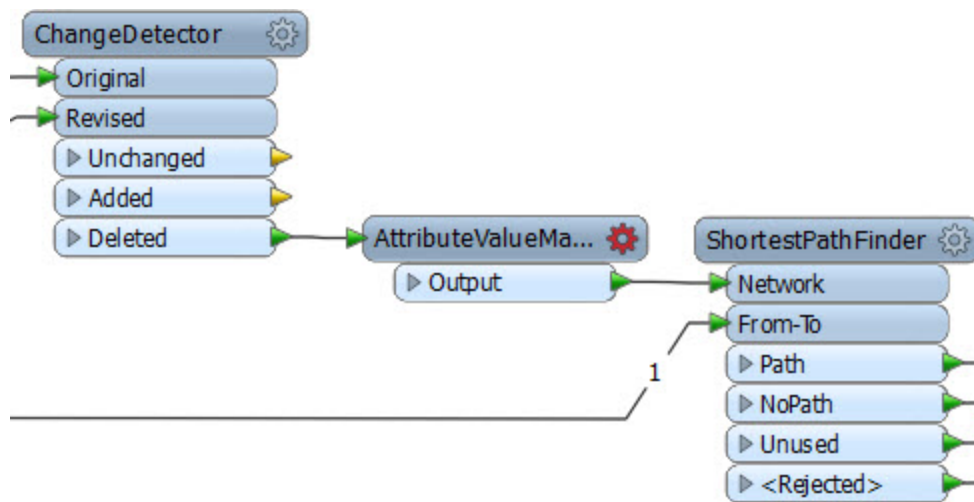 ChangeDetector
Original
Revised
Unchanged
Added
Deleted
AttributeValueMa...
Output
ShortestPathFinder
Network
From-To
1
Path
NoPath
Unused
<Rejected>